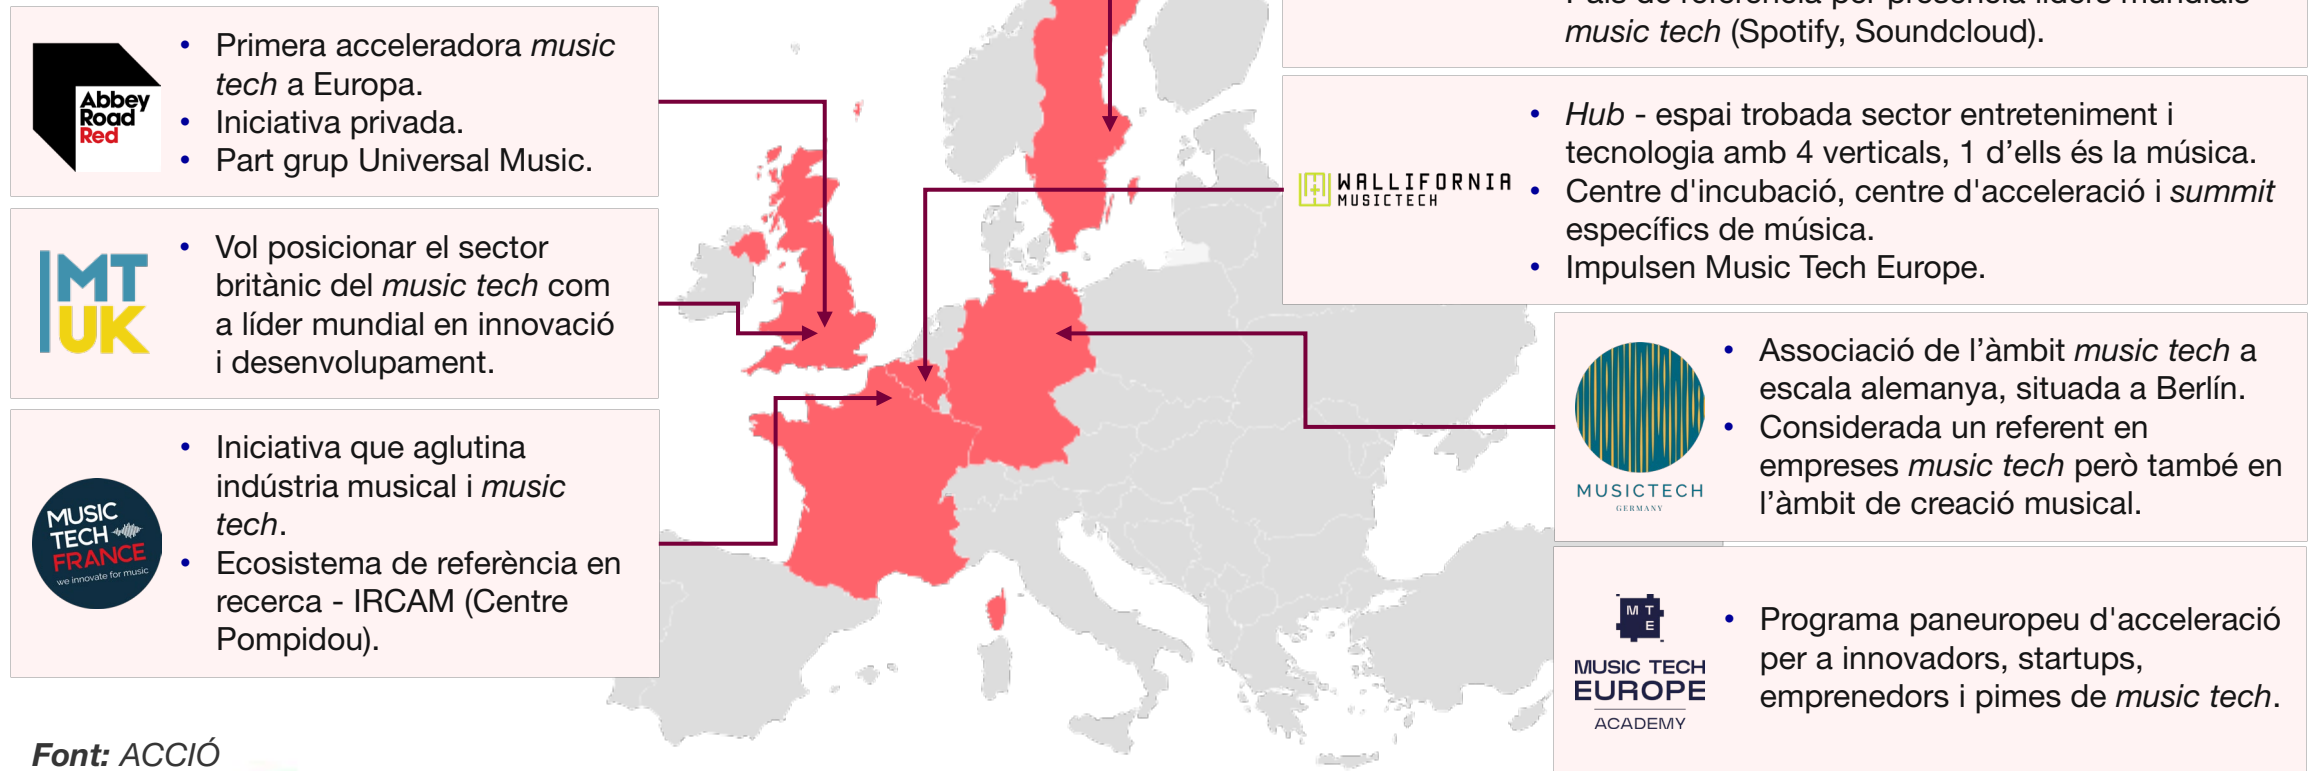 Abbey
Road
Red
• Primera acceleradora music
tech a Europa.
• Iniciativa privada.
• Part grup Universal Music.
MT
UK
• Vol posicionar el sector
britànic del music tech com
a líder mundial en innovació
i desenvolupament.
MUSIC
TECH
FRANCE
we innovate for music
• Iniciativa que aglutina
indústria musical i music
tech.
• Ecosistema de referència en
recerca - IRCAM (Centre
Pompidou).
Font: ACCIÓ
País de referència per presència líders mundials
music tech (Spotify, Soundcloud).
WALLIFORNIA
MUSICTECH
• Hub - espai trobada sector entreteniment i
tecnologia amb 4 verticals, 1 d’ells és la música.
• Centre d'incubació, centre d'acceleració i summit
específics de música.
• Impulsen Music Tech Europe.
MUSICTECH
GERMANY
• Associació de l’àmbit music tech a
escala alemanya, situada a Berlín.
• Considerada un referent en
empreses music tech però també en
l’àmbit de creació musical.
M T
E
MUSIC TECH
EUROPE
ACADEMY
• Programa paneuropeu d'acceleració
per a innovadors, startups,
emprenedors i pimes de music tech.